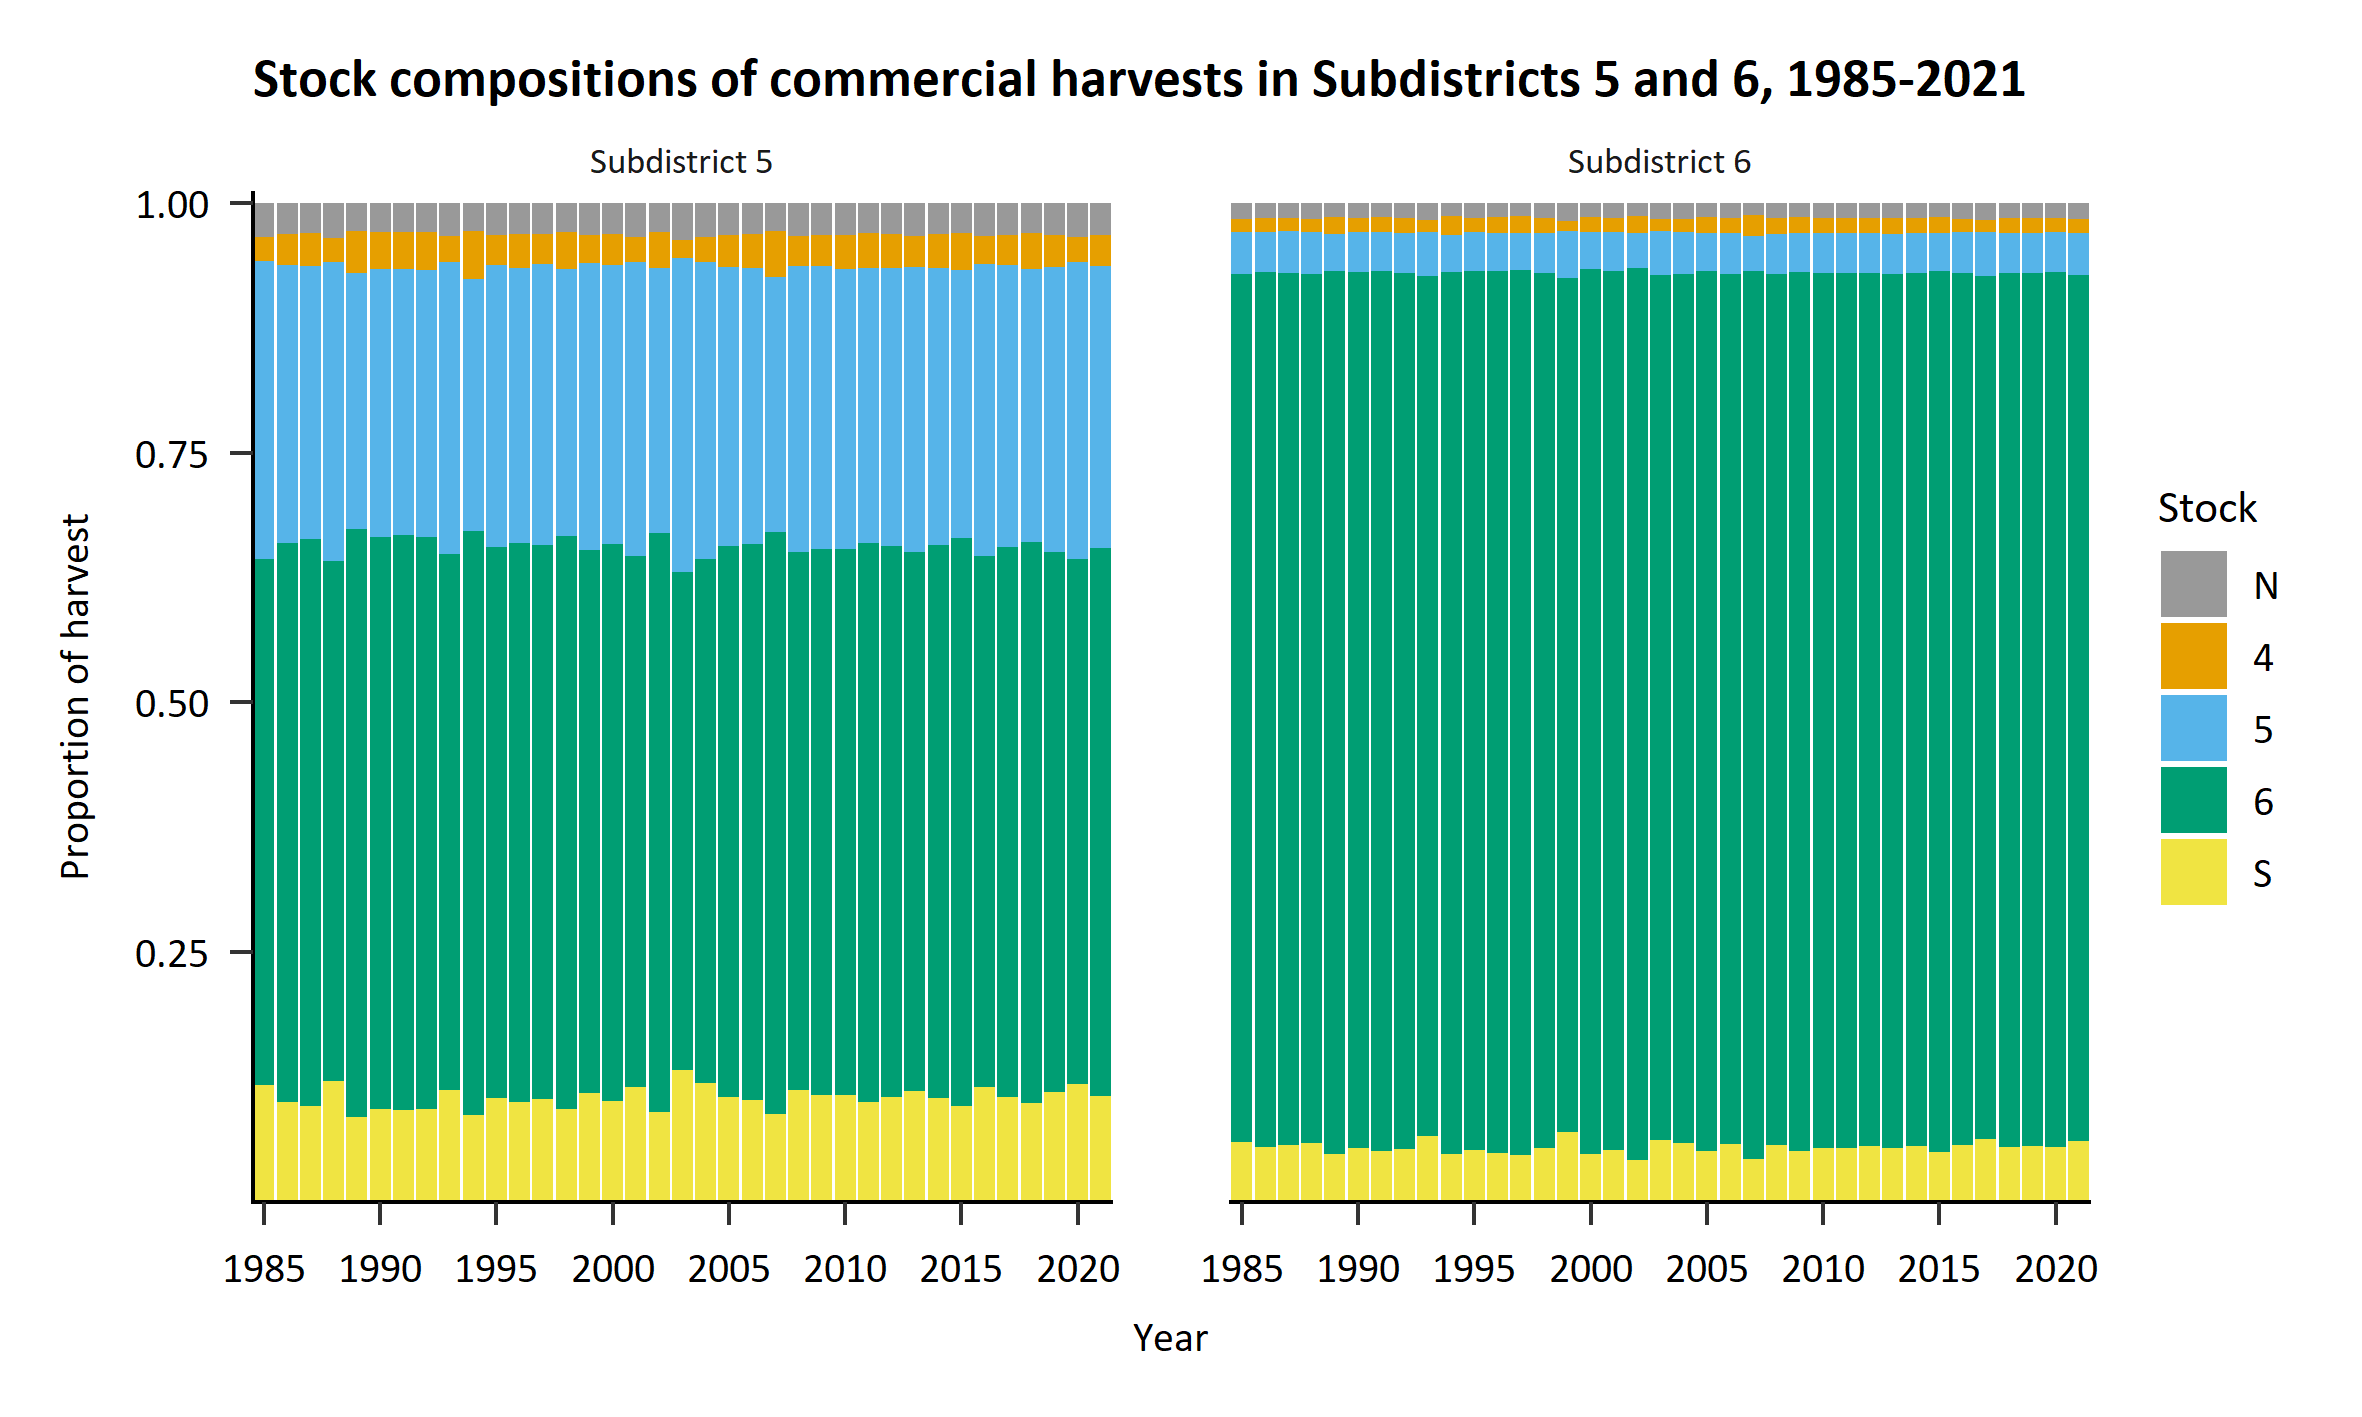 Stock compositions of commercial harvests in Subdistricts 5 and 6, 1985-2021
Subdistrict 5
Subdistrict 6
1.00
0.75
0.50
0.25
Proportion of harvest
1985 1990 1995 2000 2005 2010 2015 2020
1985 1990 1995 2000 2005 2010 2015 2020
Year
Stock
N
4
5
6
S